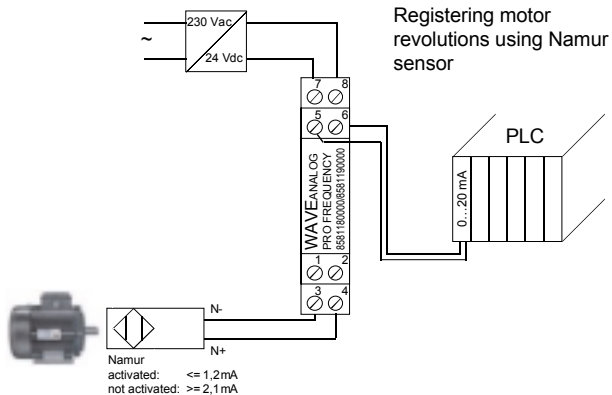 230 Vac
~
24 Vdc
Registering motor
revolutions using Namur
sensor
7 8
5 6
PLC
0...20 mA
WAVEANALOG
PRO FREQUENCY
8581180000/8581190000
1 2
3 4
N-
N+
Namur
activated: <= 1,2mA
not activated: >= 2,1mA